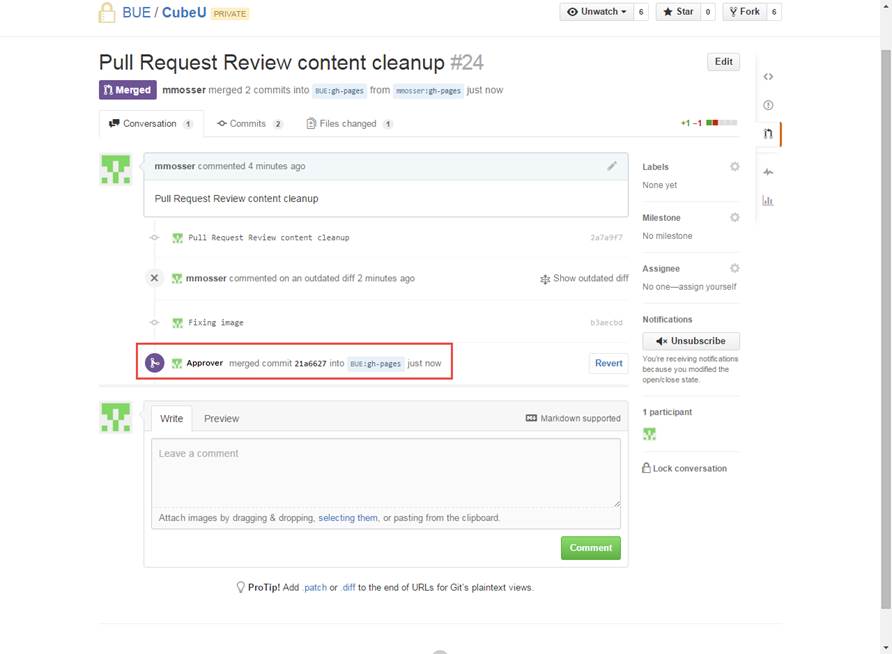 BUE / CubeU PRIVATE
Unwatch 6 Star 0 Fork 6
Pull Request Review content cleanup #24
Edit
Merged mmosser merged 2 commits into BUE:gh-pages from mmosser:gh-pages just now
Conversation 1 Commits 2 Files changed 1 +1 −1
mmosser commented 4 minutes ago
Pull Request Review content cleanup
Pull Request Review content cleanup 2a7a9f7
mmosser commented on an outdated diff 2 minutes ago Show outdated diff
Fixing image b3aecbd
Approver merged commit 21a6627 into BUE:gh-pages just now Revert
Write Preview Markdown supported
Leave a comment
Attach images by dragging & dropping, selecting them, or pasting from the clipboard.
Comment
ProTip! Add .patch or .diff to the end of URLs for Git's plaintext views.
Labels
None yet
Milestone
No milestone
Assignee
No one—assign yourself
Notifications
Unsubscribe
You're receiving notifications
because you modified the
open/close state.
1 participant
Lock conversation